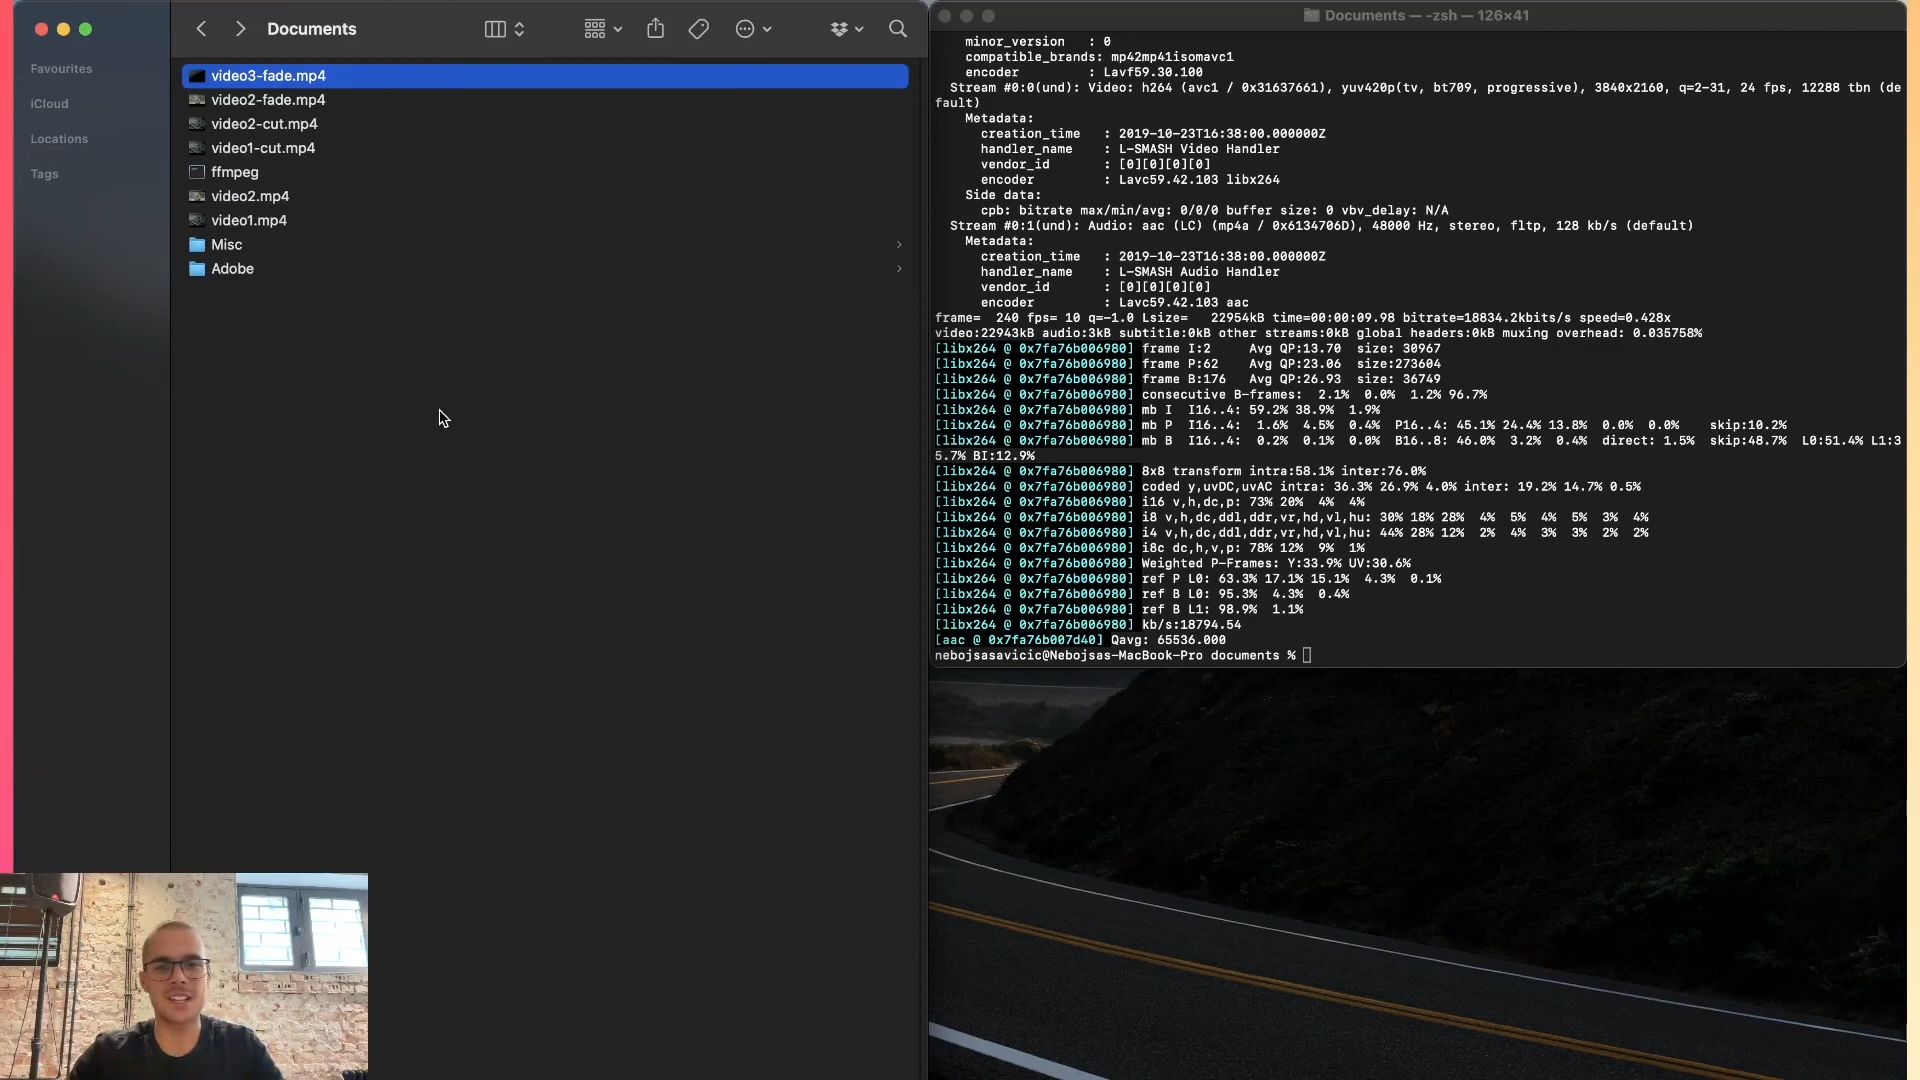 Documents
Favourites
iCloud
Locations
Tags
video3-fade.mp4
video2-fade.mp4
video2-cut.mp4
video1-cut.mp4
ffmpeg
video2.mp4
video1.mp4
Misc
Adobe
Documents — -zsh — 126×41
minor_version : 0
compatible_brands: mp42mp41isomavc1
encoder : Lavf59.30.100
Stream #0:0(und): Video: h264 (avc1 / 0x31637661), yuv420p(tv, bt709, progressive), 3840x2160, q=2-31, 24 fps, 12288 tbn (de
fault)
Metadata:
creation_time : 2019-10-23T16:38:00.000000Z
handler_name : L-SMASH Video Handler
vendor_id : [0][0][0][0]
encoder : Lavc59.42.103 libx264
Side data:
cpb: bitrate max/min/avg: 0/0/0 buffer size: 0 vbv_delay: N/A
Stream #0:1(und): Audio: aac (LC) (mp4a / 0x6134706D), 48000 Hz, stereo, fltp, 128 kb/s (default)
Metadata:
creation_time : 2019-10-23T16:38:00.000000Z
handler_name : L-SMASH Audio Handler
vendor_id : [0][0][0][0]
encoder : Lavc59.42.103 aac
frame= 240 fps= 10 q=-1.0 Lsize= 22954kB time=00:00:09.98 bitrate=18834.2kbits/s speed=0.428x
video:22943kB audio:3kB subtitle:0kB other streams:0kB global headers:0kB muxing overhead: 0.035758%
[libx264 @ 0x7fa76b006980] frame I:2 Avg QP:13.70 size: 30967
[libx264 @ 0x7fa76b006980] frame P:62 Avg QP:23.06 size:273604
[libx264 @ 0x7fa76b006980] frame B:176 Avg QP:26.93 size: 36749
[libx264 @ 0x7fa76b006980] consecutive B-frames: 2.1% 0.0% 1.2% 96.7%
[libx264 @ 0x7fa76b006980] mb I I16..4: 59.2% 38.9% 1.9%
[libx264 @ 0x7fa76b006980] mb P I16..4: 1.6% 4.5% 0.4% P16..4: 45.1% 24.4% 13.8% 0.0% 0.0% skip:10.2%
[libx264 @ 0x7fa76b006980] mb B I16..4: 0.2% 0.1% 0.0% B16..8: 46.0% 3.2% 0.4% direct: 1.5% skip:48.7% L0:51.4% L1:3
5.7% BI:12.9%
[libx264 @ 0x7fa76b006980] 8x8 transform intra:58.1% inter:76.0%
[libx264 @ 0x7fa76b006980] coded y,uvDC,uvAC intra: 36.3% 26.9% 4.0% inter: 19.2% 14.7% 0.5%
[libx264 @ 0x7fa76b006980] i16 v,h,dc,p: 73% 20% 4% 4%
[libx264 @ 0x7fa76b006980] i8 v,h,dc,ddl,ddr,vr,hd,vl,hu: 30% 18% 28% 4% 5% 4% 5% 3% 4%
[libx264 @ 0x7fa76b006980] i4 v,h,dc,ddl,ddr,vr,hd,vl,hu: 44% 28% 12% 2% 4% 3% 3% 2% 2%
[libx264 @ 0x7fa76b006980] i8c dc,h,v,p: 78% 12% 9% 1%
[libx264 @ 0x7fa76b006980] Weighted P-Frames: Y:33.9% UV:30.6%
[libx264 @ 0x7fa76b006980] ref P L0: 63.3% 17.1% 15.1% 4.3% 0.1%
[libx264 @ 0x7fa76b006980] ref B L0: 95.3% 4.3% 0.4%
[libx264 @ 0x7fa76b006980] ref B L1: 98.9% 1.1%
[libx264 @ 0x7fa76b006980] kb/s:18794.54
[aac @ 0x7fa76b007d40] Qavg: 65536.000
nebojsasavicic@Nebojsas-MacBook-Pro documents %